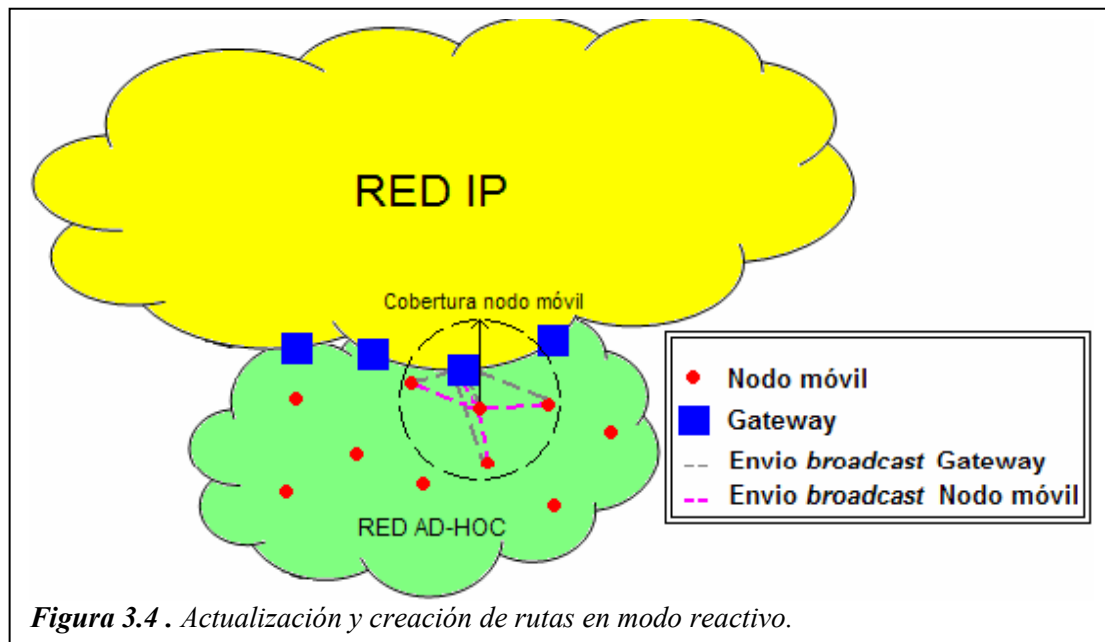 RED IP
Cobertura nodo móvil
Nodo móvil
Gateway
Envio broadcast Gateway
Envio broadcast Nodo móvil
RED AD-HOC
Figura 3.4 . Actualización y creación de rutas en modo reactivo.